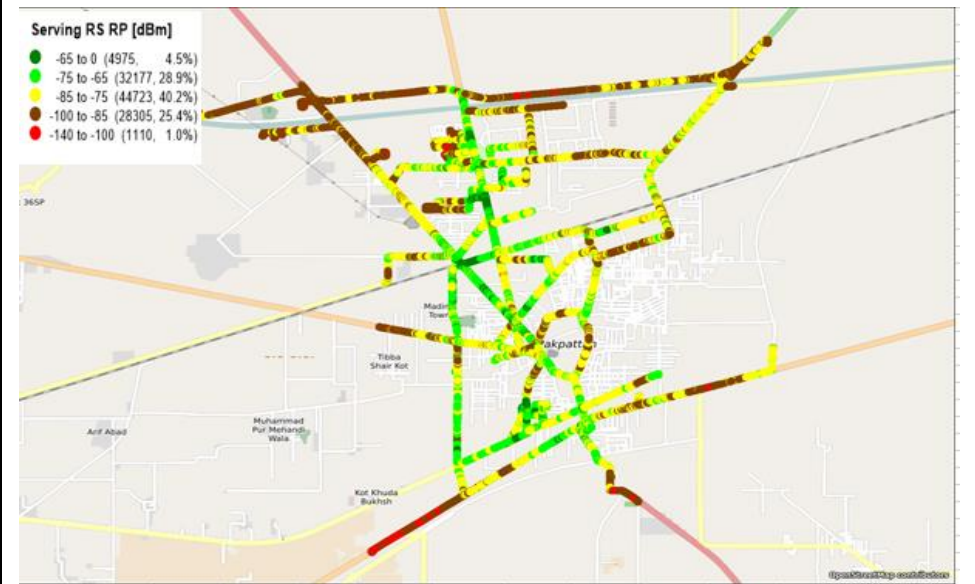 Serving RS RP [dBm]
-65 to 0 (4975, 4.5%)
-75 to -65 (32177, 28.9%)
-85 to -75 (44723, 40.2%)
-100 to -85 (28305, 25.4%)
-140 to -100 (1110, 1.0%)
36SP
Madin
Town
akpatt n
Tibba
Shair Kot
Arif Abad
Muhammad
Pur Mehandi
Wala
Kot Khuda
Bukhsh
OpenStreetMap contributors